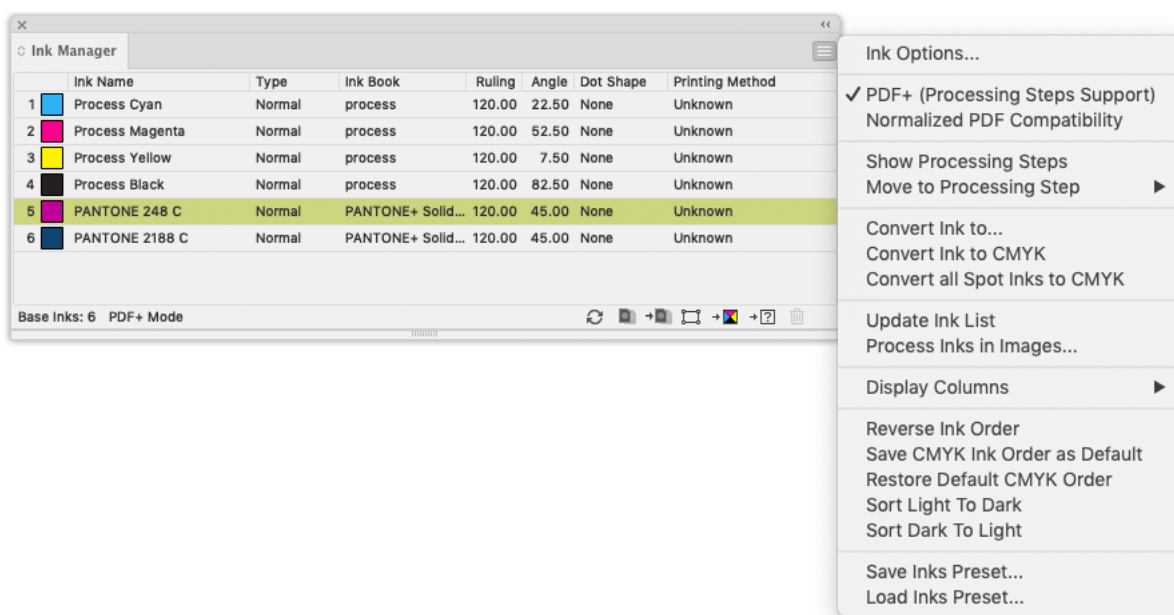 Ink Manager
Ink Name Type Ink Book Ruling Angle Dot Shape Printing Method
1 Process Cyan Normal process 120.00 22.50 None Unknown
2 Process Magenta Normal process 120.00 52.50 None Unknown
3 Process Yellow Normal process 120.00 7.50 None Unknown
4 Process Black Normal process 120.00 82.50 None Unknown
5 PANTONE 248 C Normal PANTONE+ Solid... 120.00 45.00 None Unknown
6 PANTONE 2188 C Normal PANTONE+ Solid... 120.00 45.00 None Unknown
Base Inks: 6 PDF+ Mode
Ink Options...
PDF+ (Processing Steps Support)
Normalized PDF Compatibility
Show Processing Steps
Move to Processing Step
Convert Ink to...
Convert Ink to CMYK
Convert all Spot Inks to CMYK
Update Ink List
Process Inks in Images...
Display Columns
Reverse Ink Order
Save CMYK Ink Order as Default
Restore Default CMYK Order
Sort Light To Dark
Sort Dark To Light
Save Inks Preset...
Load Inks Preset...